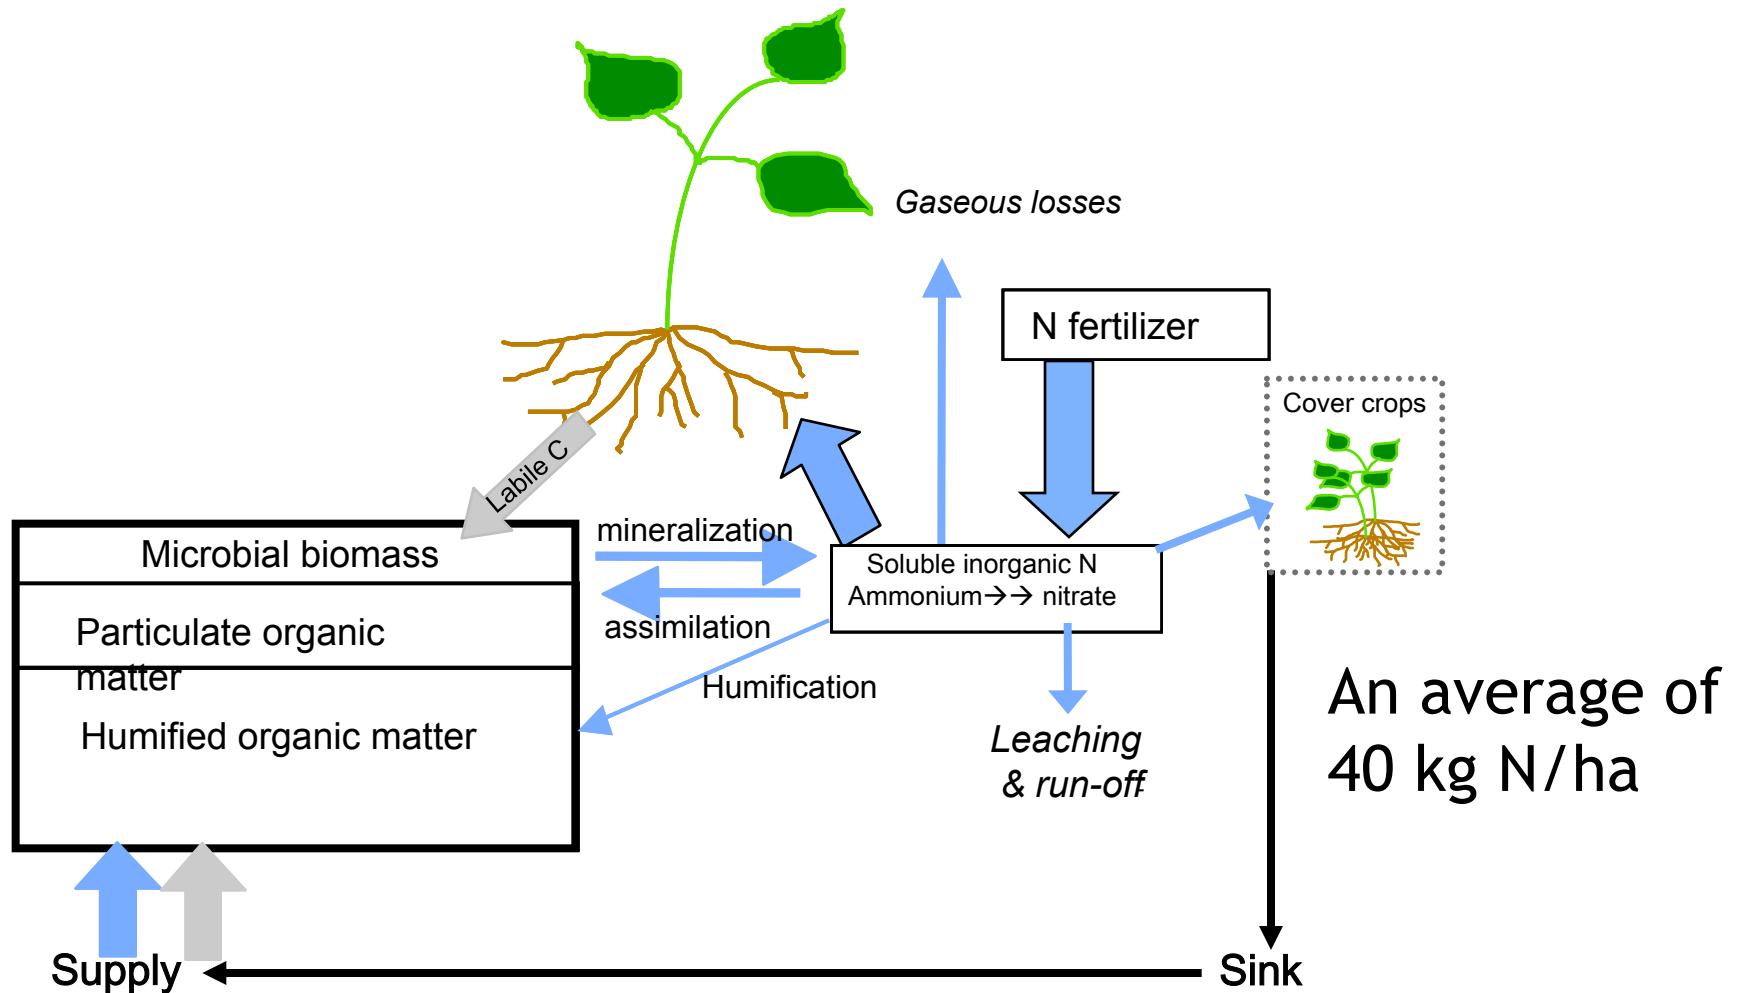 Gaseous losses
N fertilizer
Cover crops
Labile C
mineralization
Microbial biomass
Soluble inorganic N
Ammonium→→ nitrate
Particulate organic
matter
assimilation
Humification
Humified organic matter
Leaching
& run-off
An average of
40 kg N/ha
Supply
Sink